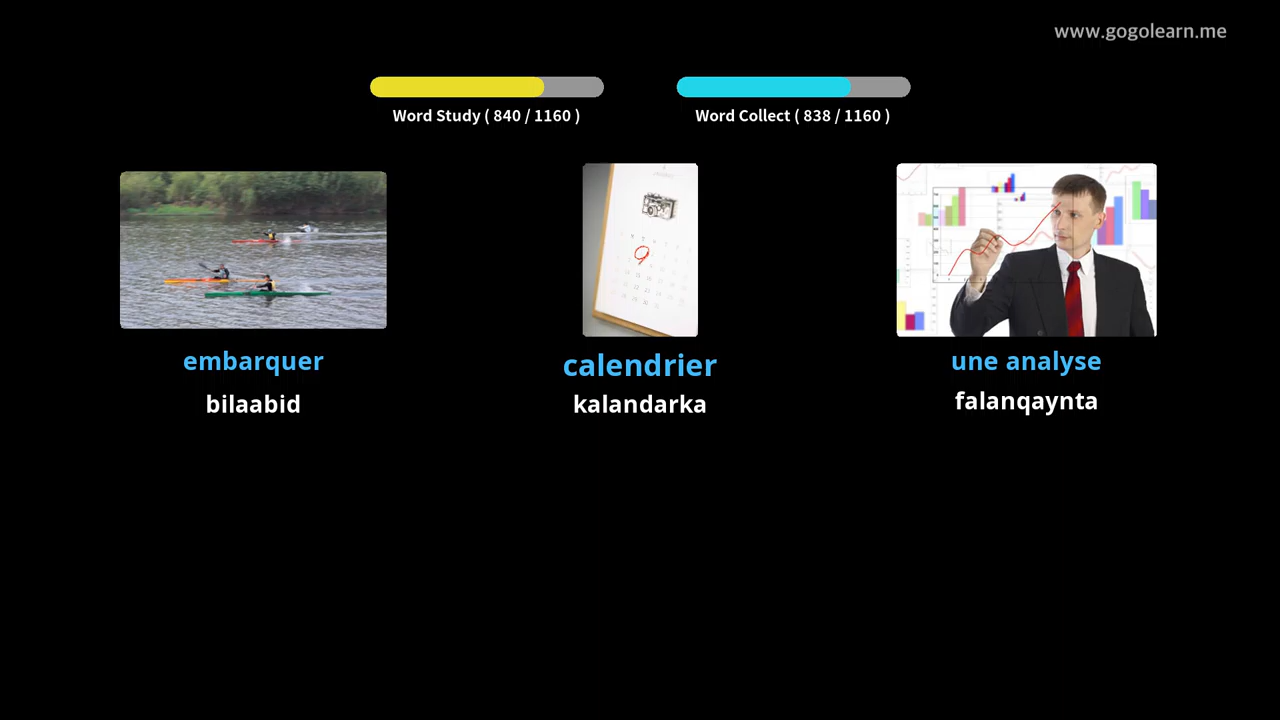 www.gogolearn.me
Word Study ( 840 / 1160 )
Word Collect ( 838 / 1160 )
embarquer
calendrier
une analyse
bilaabid
kalandarka
falanqaynta